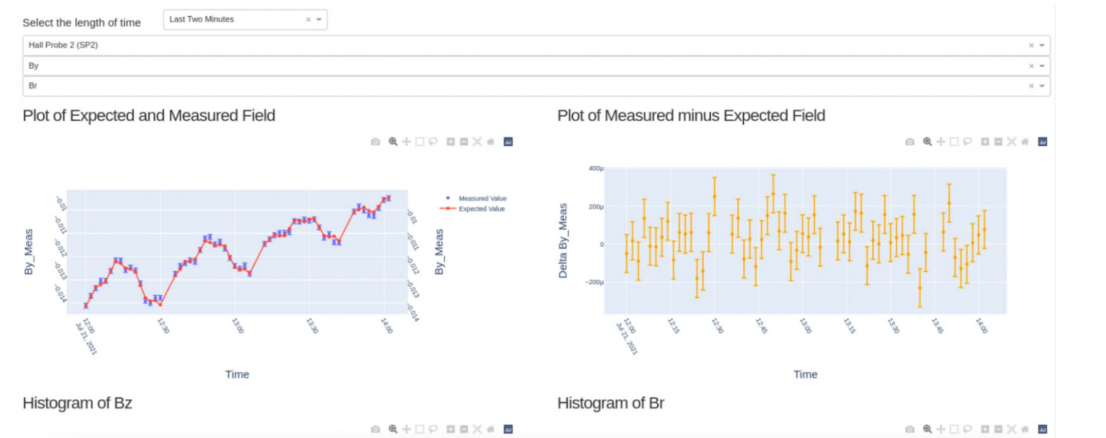 Select the length of time Last Two Minutes
Hall Probe 2 (SP2)
By
Br
Plot of Expected and Measured Field
Plot of Measured minus Expected Field
Measured Value
Expected Value
By_Meas
−0.01
−0.011
−0.012
−0.013
−0.014
By_Meas
−0.01
−0.011
−0.012
−0.013
−0.014
12:00
Jul 21, 2021
12:30
13:00
13:30
14:00
Time
Delta By_Meas
400μ
200μ
0
−200μ
12:00
Jul 21, 2021
12:15
12:30
12:45
13:00
13:15
13:30
13:45
14:00
Time
Histogram of Bz
Histogram of Br